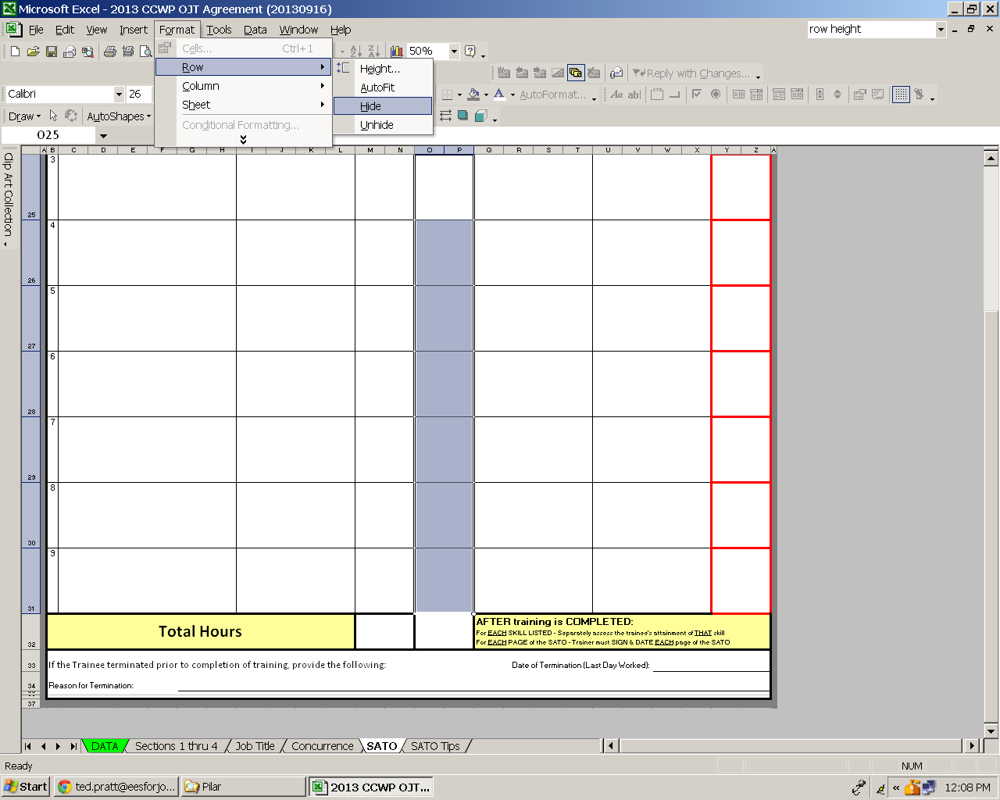 Microsoft Excel - 2013 CCWP OJT Agreement (20130916)
File Edit View Insert Format Tools Data Window Help
row height
50%
Cells... Ctrl+1
Row
Column
Sheet
Conditional Formatting...
Height...
AutoFit
Hide
Unhide
Reply with Changes...
Calibri 26
AutoFormat...
Aa ab|
Draw AutoShapes
O25
Clip Art Collection
A B C D E F G H I J K L M N O P Q R S T U V W X Y Z A
3
25
4
26
5
27
6
28
7
29
8
30
9
31
Total Hours
AFTER training is COMPLETED:
For EACH SKILL LISTED - Separately assess the trainee's attainment of THAT skill
For EACH PAGE of the SATO - Trainer must SIGN & DATE EACH page of the SATO
32
33 If the Trainee terminated prior to completion of training, provide the following: Date of Termination (Last Day Worked):
34 Reason for Termination:
37
DATA Sections 1 thru 4 Job Title Concurrence SATO SATO Tips
Ready
NUM
Start ted.pratt@eesforjo... Pilar 2013 CCWP OJT... « 12:08 PM